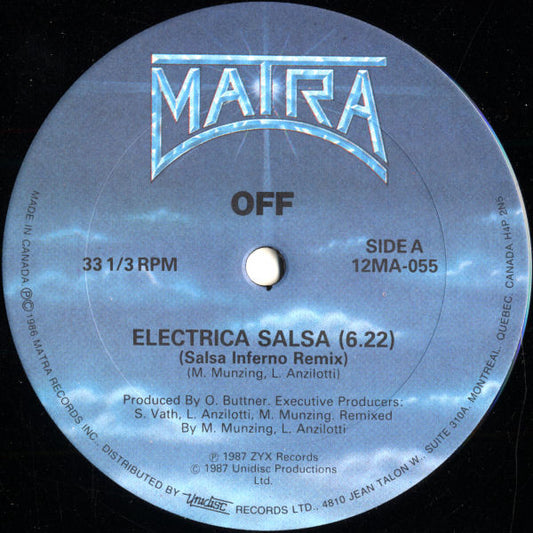 MATRA
OFF
33 1/3 RPM
SIDE A
12MA-055
ELECTRICA SALSA (6.22)
(Salsa Inferno Remix)
(M. Munzing, L. Anzilotti)
Produced By O. Buttner. Executive Producers:
S. Vath, L. Anzilotti, M. Munzing. Remixed
By M. Munzing, L. Anzilotti
℗ 1987 ZYX Records
© 1987 Unidisc Productions
Ltd.
MADE IN CANADA ℗© 1986 MATRA RECORDS INC., DISTRIBUTED BY Unidisc RECORDS LTD., 4810 JEAN TALON W., SUITE 310A MONTREAL, QUEBEC, CANADA H4P 2N5